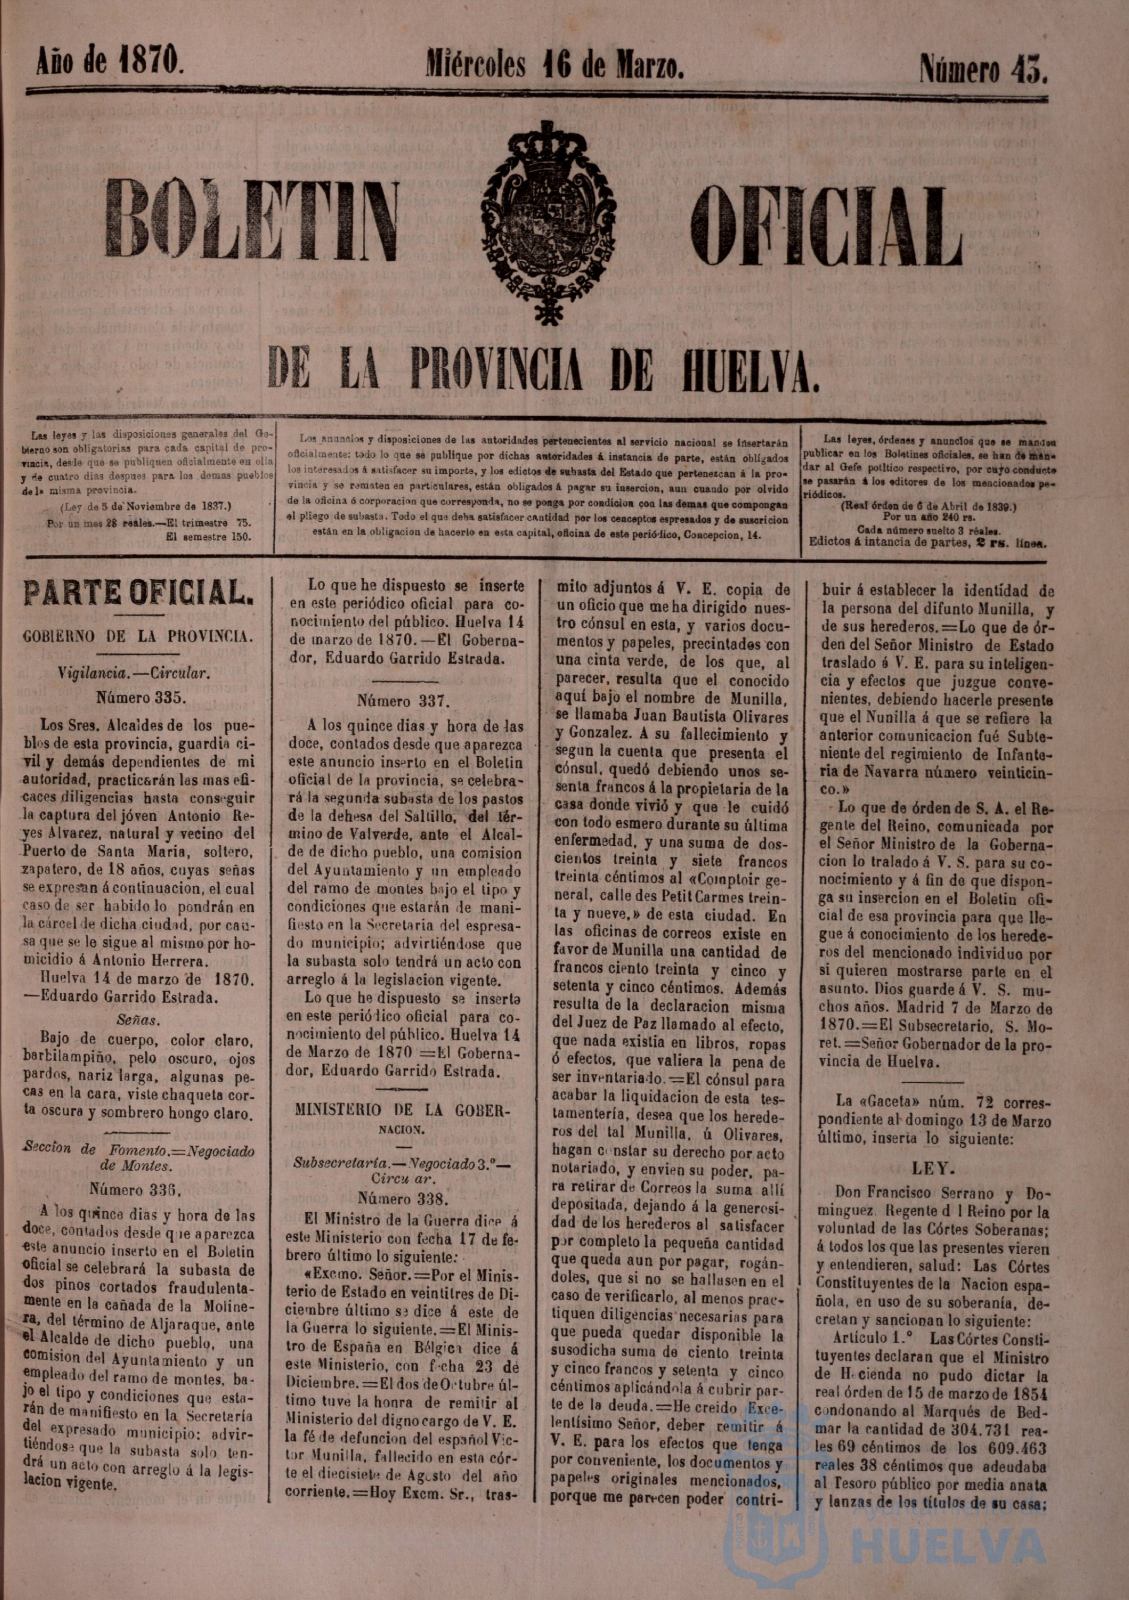 Año de 1870.
Miércoles 16 de Marzo.
Número 43.
BOLETIN OFICIAL
DE LA PROVINCIA DE HUELVA.
Las leyes y las disposiciones generales del Go-
bierno son obligatorias para cada capital de pro-
vincia, desde que se publiquen oficialmente en ella
y de cuatro dias despues para los demas pueblos
de la misma provincia.
(Ley de 5 de Noviembre de 1837.)
Por un mes 28 reales.—El trimestre 75.
El semestre 150.
Los anuncios y disposiciones de las autoridades pertenecientes al servicio nacional se insertarán
oficialmente: todo lo que se publique por dichas autoridades á instancia de parte, están obligados
los interesados á satisfacer su importe, y los edictos de subasta del Estado que pertenezcan á la pro-
vincia y se rematen en particulares, están obligados á pagar su insercion, aun cuando por olvido
de la oficina ó corporacion que corresponda, no se ponga por condicion con las demas que compongan
el pliego de subasta. Todo el que deba satisfacer cantidad por los conceptos espresados y de suscricion
están en la obligacion de hacerlo en esta capital, oficina de este periódico, Concepcion, 14.
Las leyes, órdenes y anuncios que se manden
publicar en los Boletines oficiales, se han de man-
dar al Gefe político respectivo, por cuyo conducto
se pasarán á los editores de los mencionados pe-
riódicos.
(Real órden de 6 de Abril de 1839.)
Por un año 240 rs.
Cada número suelto 3 reales.
Edictos á intancia de partes, 2 rs. línea.
PARTE OFICIAL.
GOBIERNO DE LA PROVINCIA.
Vigilancia.—Circular.
Número 335.
Los Sres. Alcaldes de los pue-
blos de esta provincia, guardia ci-
vil y demás dependientes de mi
autoridad, practicarán las mas efi-
caces diligencias hasta conseguir
la captura del jóven Antonio Re-
yes Alvarez, natural y vecino del
Puerto de Santa Maria, soltero,
zapatero, de 18 años, cuyas señas
se expresan á continuacion, el cual
caso de ser habido lo pondrán en
la cárcel de dicha ciudad, por cau-
sa que se le sigue al mismo por ho-
micidio á Antonio Herrera.
Huelva 14 de marzo de 1870.
—Eduardo Garrido Estrada.
Señas.
Bajo de cuerpo, color claro,
barbilampiño, pelo oscuro, ojos
pardos, nariz larga, algunas pe-
cas en la cara, viste chaqueta cor-
ta oscura y sombrero hongo claro.
Seccion de Fomento.=Negociado
de Montes.
Número 336.
A los quince dias y hora de las
doce, contados desde que aparezca
este anuncio inserto en el Boletin
oficial se celebrará la subasta de
dos pinos cortados fraudulenta-
mente en la cañada de la Moline-
ra, del término de Aljaraque, ante
el Alcalde de dicho pueblo, una
comision del Ayuntamiento y un
empleado del ramo de montes, ba-
jo el tipo y condiciones que esta-
rán de manifiesto en la Secretaría
del expresado municipio: advir-
tiéndose que la subasta solo ten-
drá un acto con arreglo á la legis-
lacion vigente.
Lo que he dispuesto se inserte
en este periódico oficial para co-
nocimiento del público. Huelva 14
de marzo de 1870.—El Goberna-
dor, Eduardo Garrido Estrada.
Número 337.
A los quince dias y hora de las
doce, contados desde que aparezca
este anuncio inserto en el Boletin
oficial de la provincia, se celebra-
rá la segunda subasta de los pastos
de la dehesa del Saltillo, del tér-
mino de Valverde, ante el Alcal-
de de dicho pueblo, una comision
del Ayuntamiento y un empleado
del ramo de montes bajo el tipo y
condiciones que estarán de mani-
fiesto en la Secretaria del espresa-
do municipio; advirtiéndose que
la subasta solo tendrá un acto con
arreglo á la legislacion vigente.
Lo que he dispuesto se inserte
en este periódico oficial para co-
nocimiento del público. Huelva 14
de Marzo de 1870 =El Goberna-
dor, Eduardo Garrido Estrada.
MINISTERIO DE LA GOBER-
NACION.
Subsecretaría.—Negociado 3.º—
Circu ar.
Número 338.
El Ministro de la Guerra dice á
este Ministerio con fecha 17 de fe-
brero último lo siguiente:
«Excmo. Señor.=Por el Minis-
terio de Estado en veintitres de Di-
ciembre último se dice á este de
la Guerra lo siguiente.=El Minis-
tro de España en Bélgica dice á
este Ministerio, con fecha 23 de
Diciembre.=El dos de Octubre úl-
timo tuve la honra de remitir al
Ministerio del digno cargo de V. E.
la fé de defuncion del español Víc-
tor Munilla, fallecido en esta cór-
te el diecisiete de Agosto del año
corriente.=Hoy Excm. Sr., tras-
mito adjuntos á V. E. copia de
un oficio que me ha dirigido nues-
tro cónsul en esta, y varios docu-
mentos y papeles, precintados con
una cinta verde, de los que, al
parecer, resulta que el conocido
aquí bajo el nombre de Munilla,
se llamaba Juan Bautista Olivares
y Gonzalez. A su fallecimiento y
segun la cuenta que presenta el
cónsul, quedó debiendo unos se-
senta francos á la propietaria de la
casa donde vivió y que le cuidó
con todo esmero durante su última
enfermedad, y una suma de dos-
cientos treinta y siete francos
treinta céntimos al «Comptoir ge-
neral, calle des Petit Carmes trein-
ta y nueve,» de esta ciudad. En
las oficinas de correos existe en
favor de Munilla una cantidad de
francos ciento treinta y cinco y
setenta y cinco céntimos. Además
resulta de la declaracion misma
del Juez de Paz llamado al efecto,
que nada existia en libros, ropas
ó efectos, que valiera la pena de
ser inventariado.=El cónsul para
acabar la liquidacion de esta tes-
tamentería, desea que los herede-
ros del tal Munilla, ú Olivares,
hagan constar su derecho por acto
notariado, y envien su poder, pa-
ra retirar de Correos la suma allí
depositada, dejando á la generosi-
dad de los herederos al satisfacer
por completo la pequeña cantidad
que queda aun por pagar, rogán-
doles, que si no se hallasen en el
caso de verificarlo, al menos prac-
tiquen diligencias necesarias para
que pueda quedar disponible la
susodicha suma de ciento treinta
y cinco francos y setenta y cinco
céntimos aplicándola á cubrir par-
te de la deuda.=He creido Exce-
lentísimo Señor, deber remitir á
V. E. para los efectos que tenga
por conveniente, los documentos y
papeles originales mencionados,
porque me parecen poder contri-
buir á establecer la identidad de
la persona del difunto Munilla, y
de sus herederos.=Lo que de ór-
den del Señor Ministro de Estado
traslado á V. E. para su inteligen-
cia y efectos que juzgue conve-
nientes, debiendo hacerle presente
que el Nunilla á que se refiere la
anterior comunicacion fué Subte-
niente del regimiento de Infante-
ria de Navarra número veinticin-
co.»
Lo que de órden de S. A. el Re-
gente del Reino, comunicada por
el Señor Ministro de la Goberna-
cion lo tralado á V. S. para su co-
nocimiento y á fin de que dispon-
ga su insercion en el Boletin ofi-
cial de esa provincia para que lle-
gue á conocimiento de los herede-
ros del mencionado individuo por
si quieren mostrarse parte en el
asunto. Dios guarde á V. S. mu-
chos años. Madrid 7 de Marzo de
1870.=El Subsecretario, S. Mo-
ret.=Señor Gobernador de la pro-
vincia de Huelva.
La «Gaceta» núm. 72 corres-
pondiente al domingo 13 de Marzo
último, inserta lo siguiente:
LEY.
Don Francisco Serrano y Do-
minguez Regente d l Reino por la
voluntad de las Córtes Soberanas;
á todos los que las presentes vieren
y entendieren, salud: Las Córtes
Constituyentes de la Nacion espa-
ñola, en uso de su soberanía, de-
cretan y sancionan lo siguiente:
Artículo 1.º Las Córtes Consti-
tuyentes declaran que el Ministro
de Hacienda no pudo dictar la
real órden de 15 de marzo de 1854
condonando al Marqués de Bed-
mar la cantidad de 304.731 rea-
les 69 céntimos de los 609.463
reales 38 céntimos que adeudaba
al Tesoro público por media anata
y lanzas de los títulos de su casa;
HUELVA